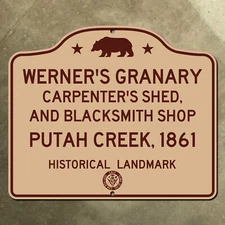 WERNER'S GRANARY
CARPENTER'S SHED,
AND BLACKSMITH SHOP
PUTAH CREEK, 1861
HISTORICAL LANDMARK